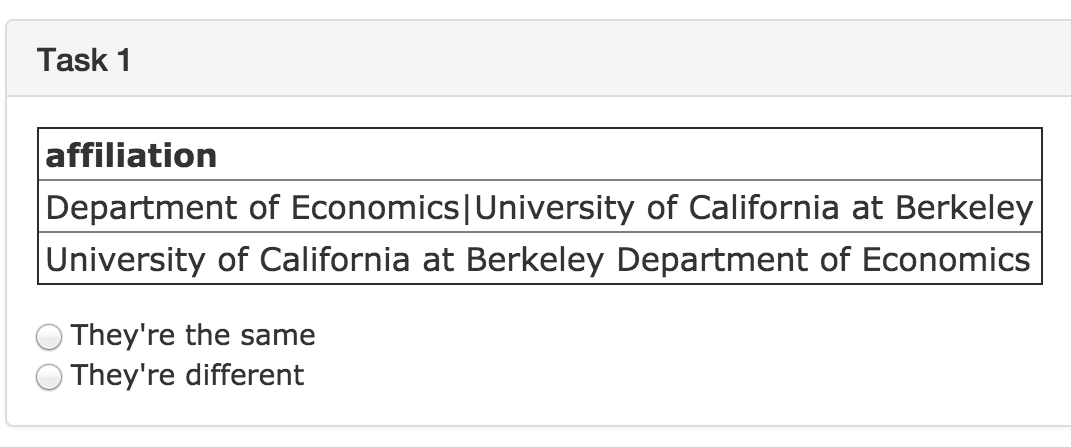 Task 1
affiliation
Department of Economics|University of California at Berkeley
University of California at Berkeley Department of Economics
They're the same
They're different